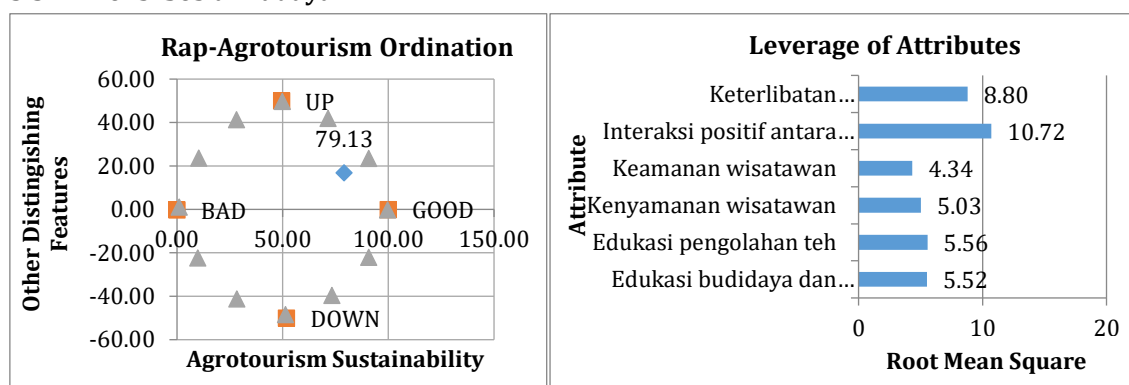 Rap-Agrotourism Ordination
Other Distingishing
Features
60.00
40.00
20.00
0.00
-20.00
-40.00
-60.00
UP
79.13
BAD
GOOD
DOWN
0.00
50.00
100.00
150.00
Agrotourism Sustainability
Leverage of Attributes
Attribute
Keterlibatan... 8.80
Interaksi positif antara... 10.72
Keamanan wisatawan 4.34
Kenyamanan wisatawan 5.03
Edukasi pengolahan teh 5.56
Edukasi budidaya dan... 5.52
0 10 20
Root Mean Square